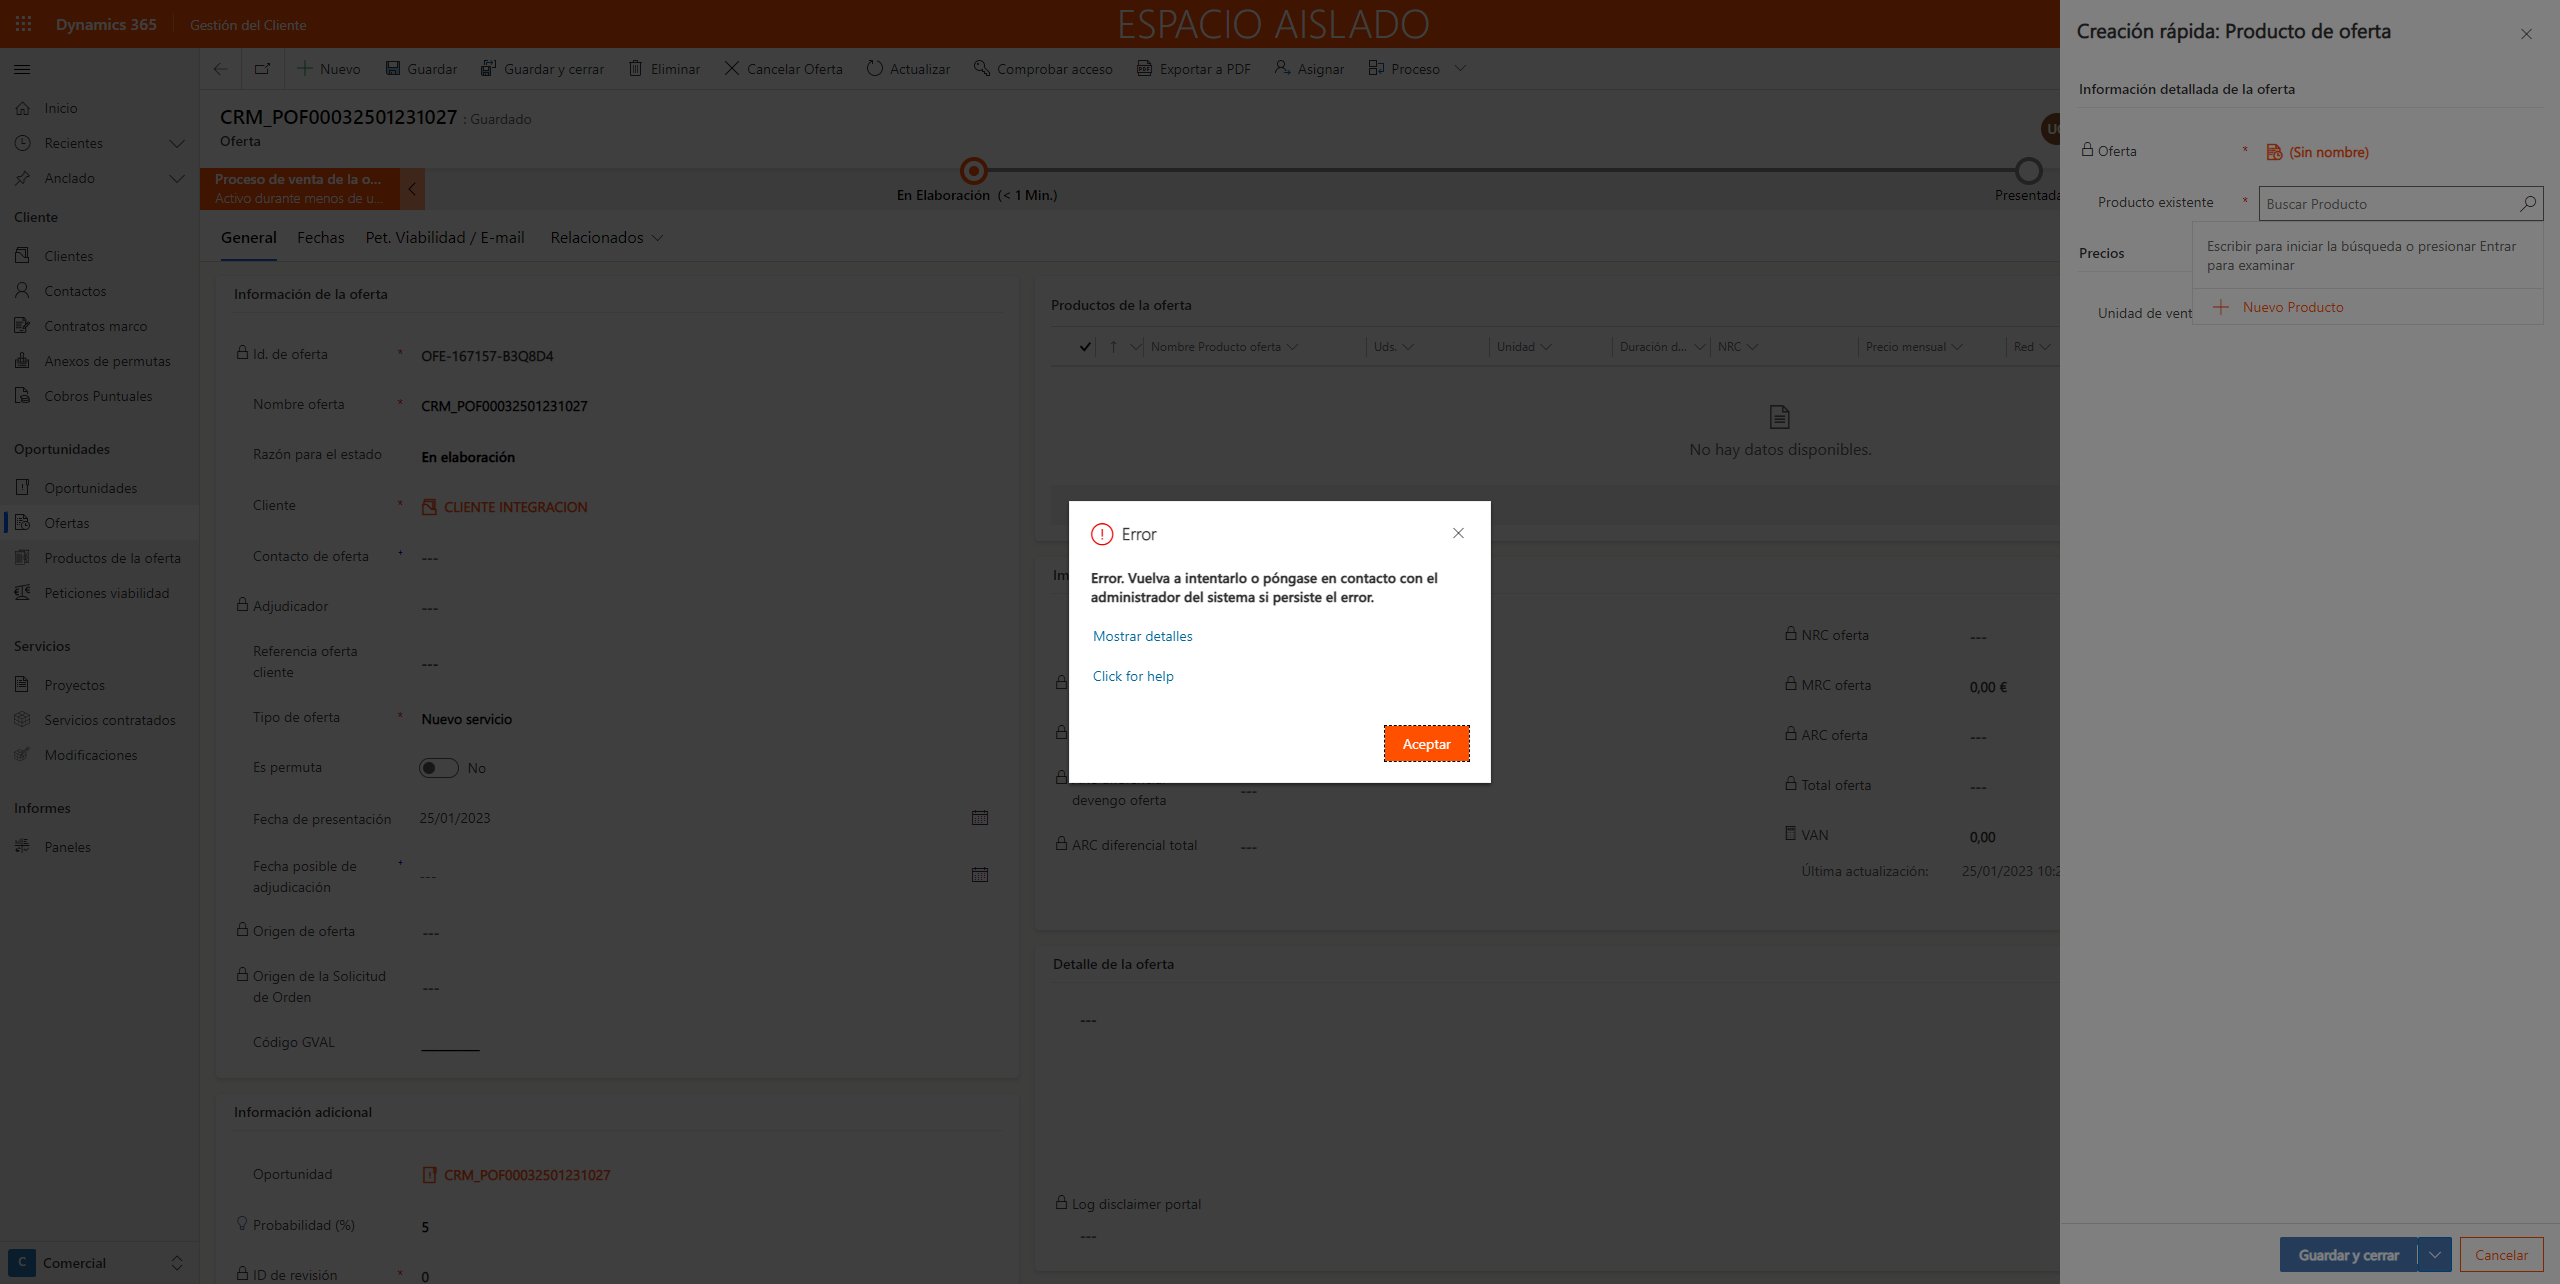 Dynamics 365
Gestión del Cliente
ESPACIO AISLADO
Nuevo
Guardar
Guardar y cerrar
Eliminar
Cancelar Oferta
Actualizar
Comprobar acceso
Exportar a PDF
Asignar
Proceso
Inicio
Recientes
Anclado
Cliente
Clientes
Contactos
Contratos marco
Anexos de permutas
Cobros Puntuales
Oportunidades
Oportunidades
Ofertas
Productos de la oferta
Peticiones viabilidad
Servicios
Proyectos
Servicios contratados
Modificaciones
Informes
Paneles
C Comercial
CRM_POF00032501231027 : Guardado
Oferta
Proceso de venta de la o...
Activo durante menos de u...
En Elaboración (< 1 Min.)
Presentada
General
Fechas
Pet. Viabilidad / E-mail
Relacionados
Información de la oferta
Id. de oferta * OFE-167157-B3Q8D4
Nombre oferta * CRM_POF00032501231027
Razón para el estado En elaboración
Cliente * CLIENTE INTEGRACION
Contacto de oferta + ---
Adjudicador ---
Referencia oferta
cliente ---
Tipo de oferta * Nuevo servicio
Es permuta No
Fecha de presentación 25/01/2023
Fecha posible de
adjudicación + ---
Origen de oferta ---
Origen de la Solicitud
de Orden ---
Código GVAL
Información adicional
Oportunidad CRM_POF00032501231027
Probabilidad (%) 5
ID de revisión * 0
Productos de la oferta
Nombre Producto oferta
Uds.
Unidad
Duración d...
NRC
Precio mensual
Red
No hay datos disponibles.
Error
Error. Vuelva a intentarlo o póngase en contacto con el
administrador del sistema si persiste el error.
Mostrar detalles
Click for help
Aceptar
devengo oferta ---
ARC diferencial total ---
NRC oferta ---
MRC oferta 0,00 €
ARC oferta ---
Total oferta ---
VAN 0,00
Última actualización: 25/01/2023 10:2
Detalle de la oferta
---
Log disclaimer portal
---
Creación rápida: Producto de oferta
Información detallada de la oferta
Oferta * (Sin nombre)
Producto existente * Buscar Producto
Escribir para iniciar la búsqueda o presionar Entrar
para examinar
Nuevo Producto
Precios
Unidad de vent
Guardar y cerrar
Cancelar